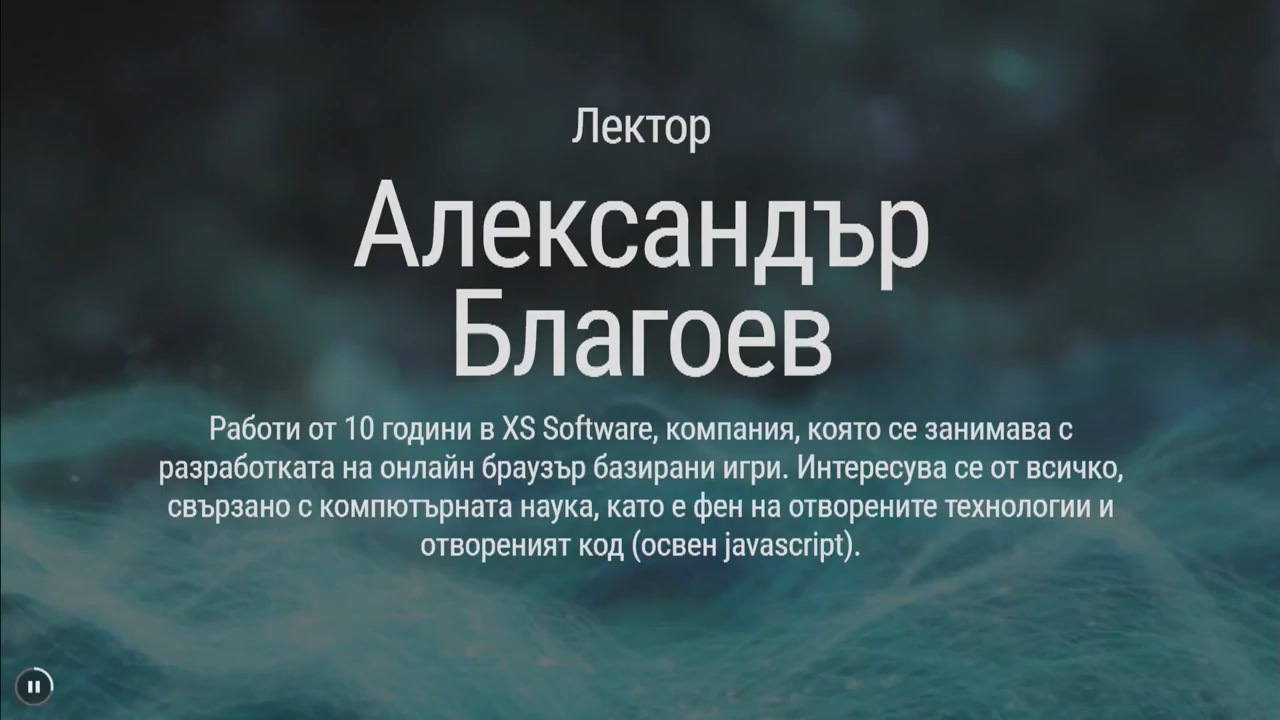 Лектор
Александър
Благоев
Работи от 10 години в XS Software, компания, която се занимава с
разработката на онлайн браузър базирани игри. Интересува се от всичко,
свързано с компютърната наука, като е фен на отворените технологии и
отвореният код (освен javascript).